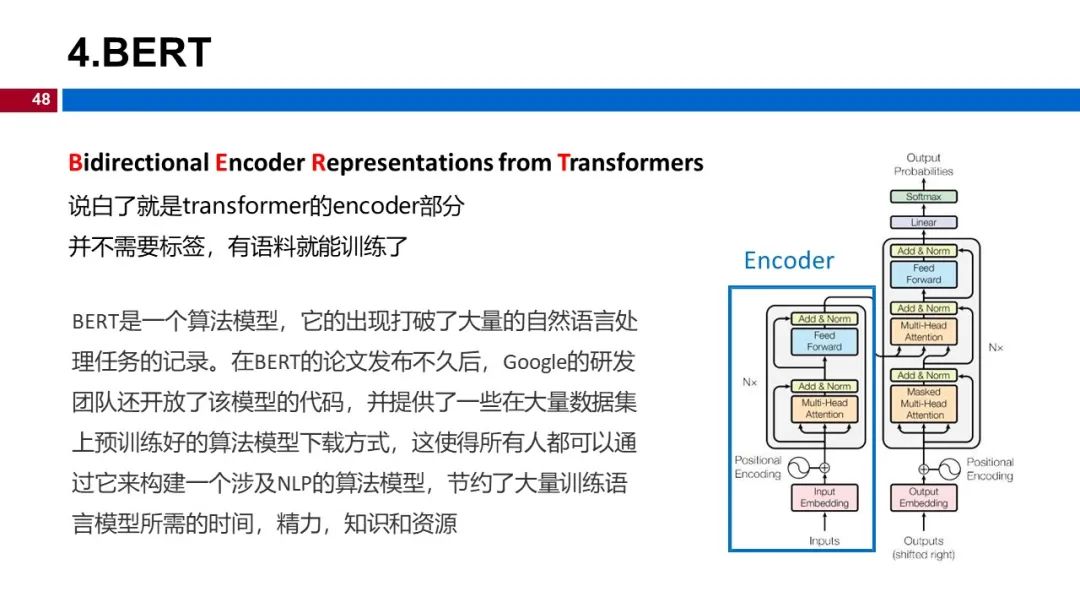 4.BERT
48
Bidirectional Encoder Representations from Transformers
说白了就是transformer的encoder部分
并不需要标签，有语料就能训练了
BERT是一个算法模型，它的出现打破了大量的自然语言处
理任务的记录。在BERT的论文发布不久后，Google的研发
团队还开放了该模型的代码，并提供了一些在大量数据集
上预训练好的算法模型下载方式，这使得所有人都可以通
过它来构建一个涉及NLP的算法模型，节约了大量训练语
言模型所需的时间，精力，知识和资源
Encoder
Add & Norm
Feed
Forward
N×
Add & Norm
Multi-Head
Attention
Positional
Encoding
Input
Embedding
Inputs
Output
Probabilities
Softmax
Linear
Add & Norm
Feed
Forward
Add & Norm
Multi-Head
Attention
N×
Add & Norm
Masked
Multi-Head
Attention
Positional
Encoding
Output
Embedding
Outputs
(shifted right)